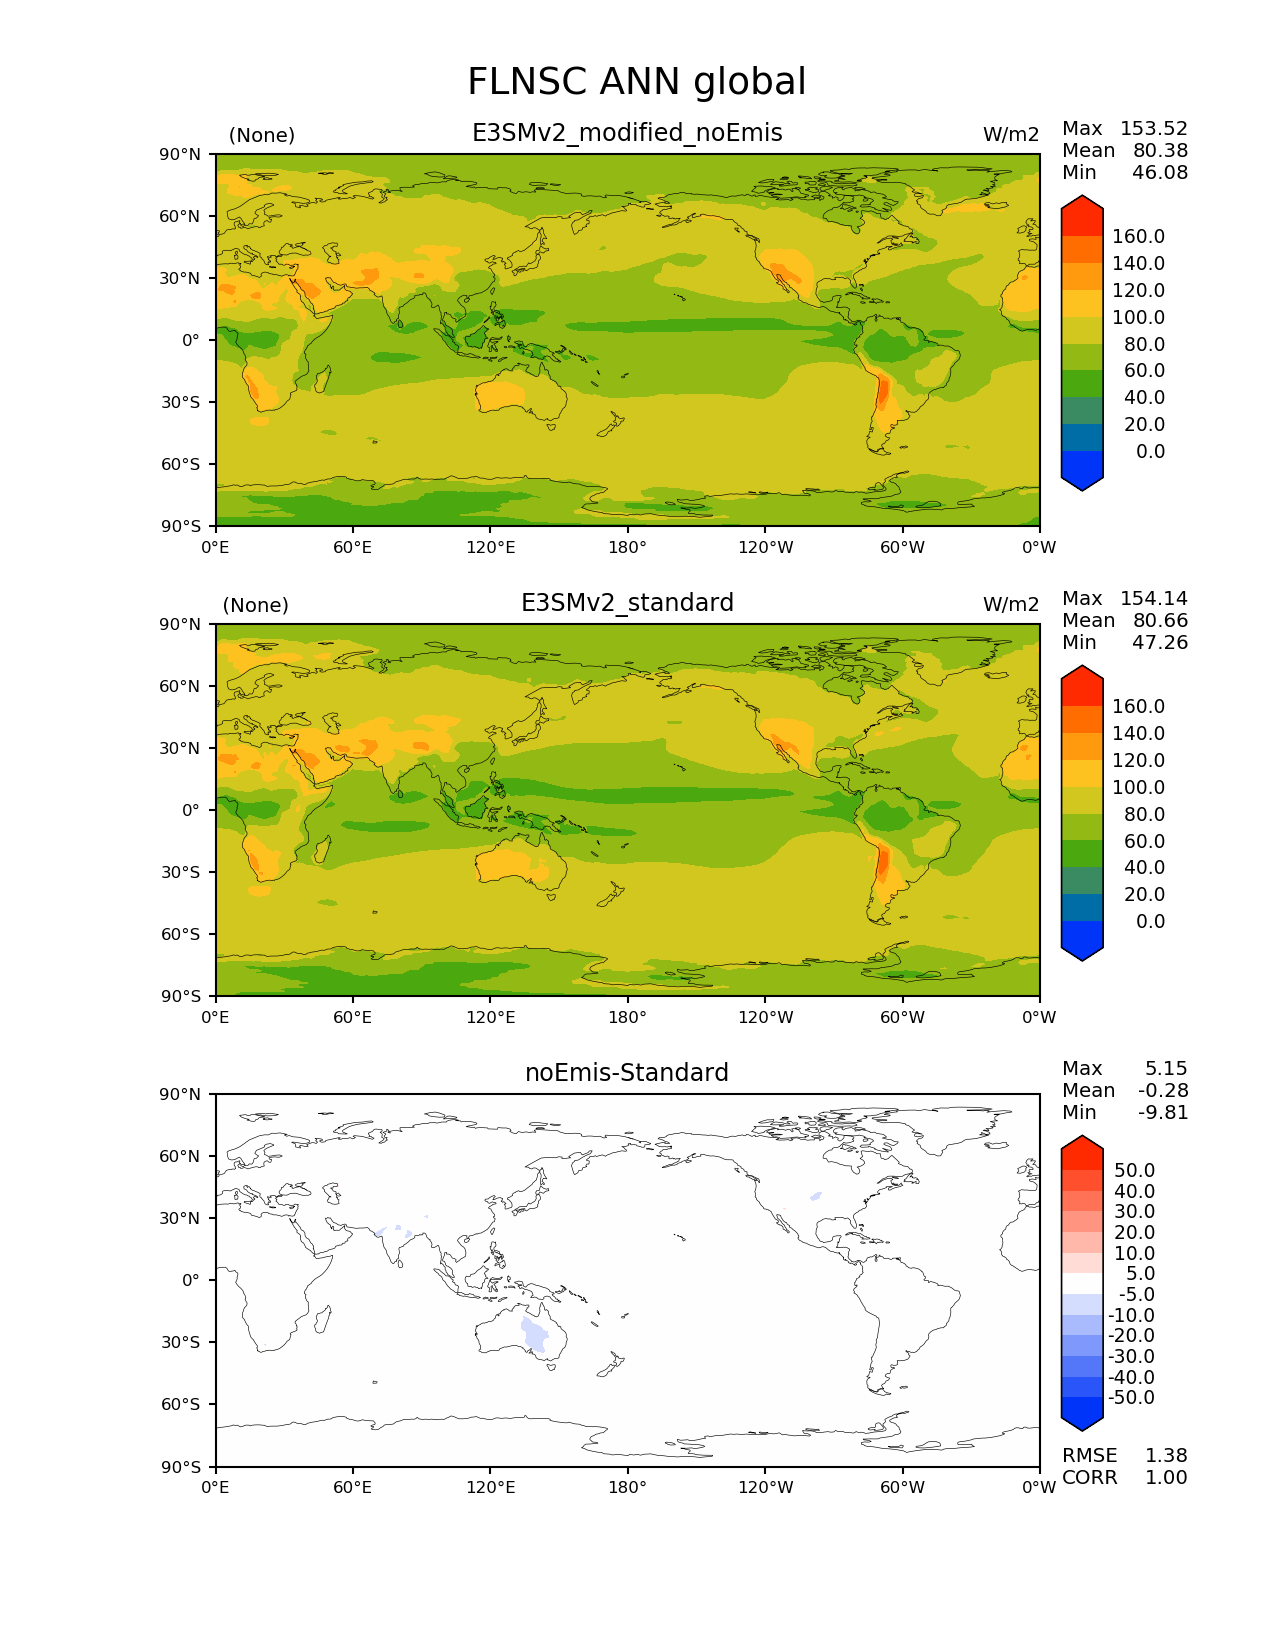 FLNSC ANN global
(None) E3SMv2_modified_noEmis W/m2
Max 153.52
Mean 80.38
Min 46.08
90°N
60°N
30°N
0°
30°S
60°S
90°S
0°E 60°E 120°E 180° 120°W 60°W 0°W
160.0
140.0
120.0
100.0
80.0
60.0
40.0
20.0
0.0
(None) E3SMv2_standard W/m2
Max 154.14
Mean 80.66
Min 47.26
90°N
60°N
30°N
0°
30°S
60°S
90°S
0°E 60°E 120°E 180° 120°W 60°W 0°W
160.0
140.0
120.0
100.0
80.0
60.0
40.0
20.0
0.0
noEmis-Standard
Max 5.15
Mean -0.28
Min -9.81
90°N
60°N
30°N
0°
30°S
60°S
90°S
0°E 60°E 120°E 180° 120°W 60°W 0°W
50.0
40.0
30.0
20.0
10.0
5.0
-5.0
-10.0
-20.0
-30.0
-40.0
-50.0
RMSE 1.38
CORR 1.00